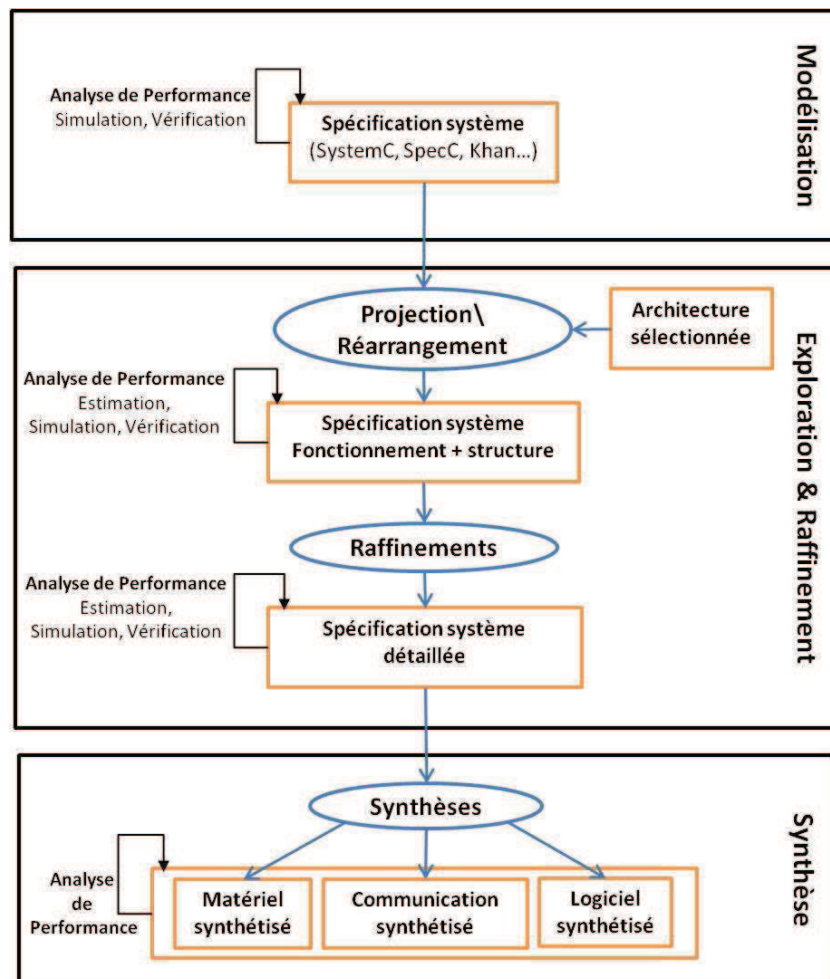 Modélisation
Analyse de Performance
Simulation, Vérification
Spécification système
(SystemC, SpecC, Khan...)
Exploration & Raffinement
Projection\
Réarrangement
Architecture
sélectionnée
Analyse de Performance
Estimation,
Simulation, Vérification
Spécification système
Fonctionnement + structure
Raffinements
Analyse de Performance
Estimation,
Simulation, Vérification
Spécification système
détaillée
Synthèse
Synthèses
Analyse
de
Performance
Matériel
synthétisé
Communication
synthétisé
Logiciel
synthétisé